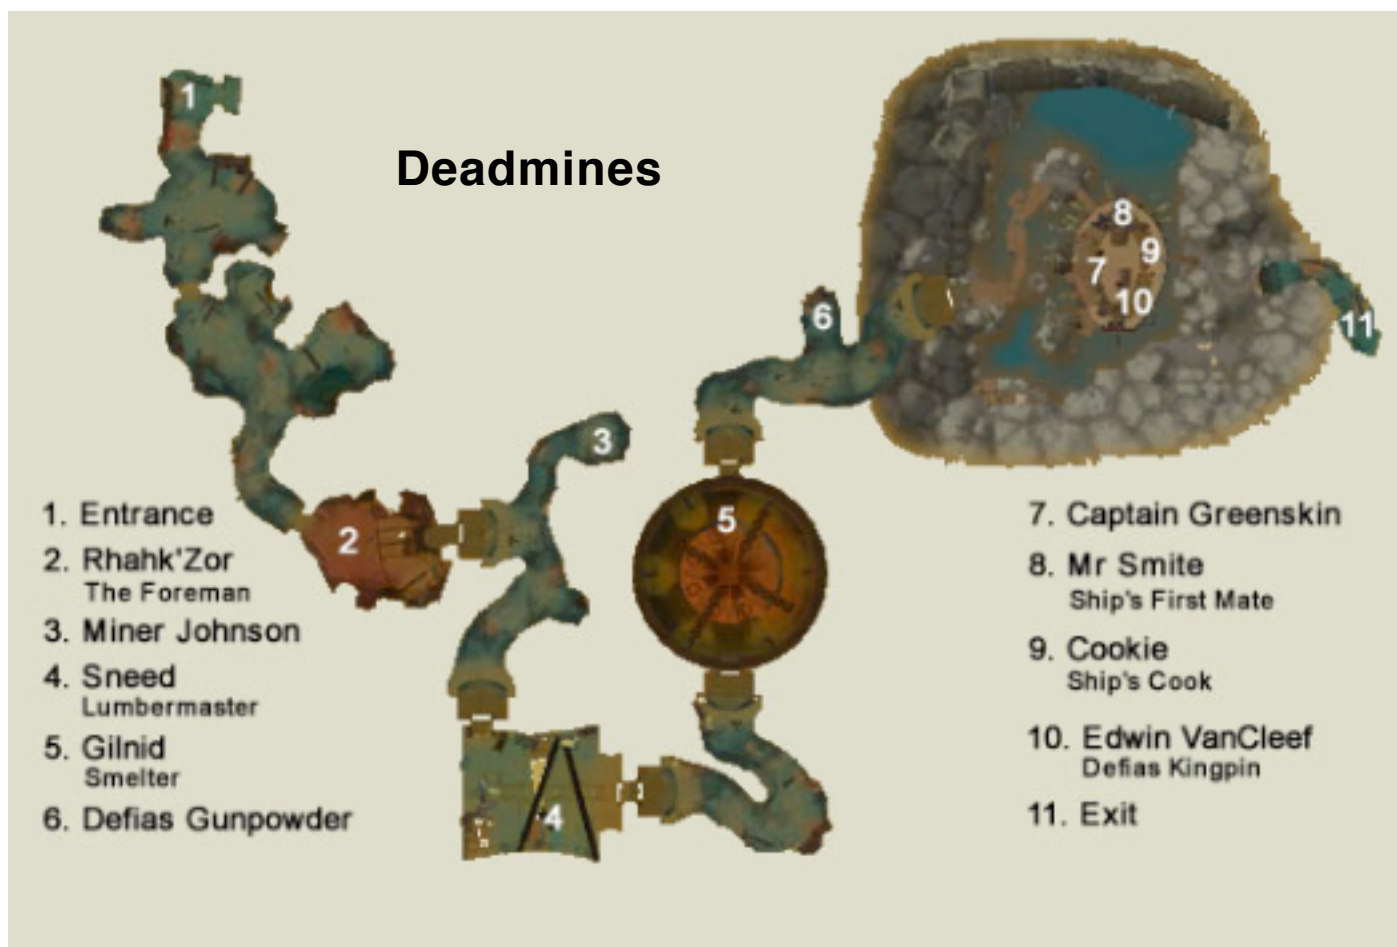 Deadmines
1
2
3
4
5
6
7
8
9
10
11
1. Entrance
2. Rhahk'Zor
The Foreman
3. Miner Johnson
4. Sneed
Lumbermaster
5. Gilnid
Smelter
6. Defias Gunpowder
7. Captain Greenskin
8. Mr Smite
Ship's First Mate
9. Cookie
Ship's Cook
10. Edwin VanCleef
Defias Kingpin
11. Exit